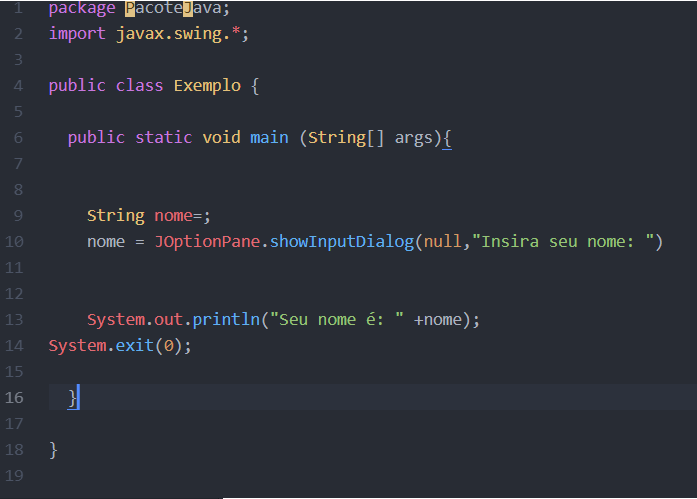 1 package PacoteJava;
2 import javax.swing.*;
3
4 public class Exemplo {
5
6 public static void main (String[] args){
7
8
9 String nome=;
10 nome = JOptionPane.showInputDialog(null,"Insira seu nome: ")
11
12
13 System.out.println("Seu nome é: " +nome);
14 System.exit(0);
15
16 }
17
18 }
19